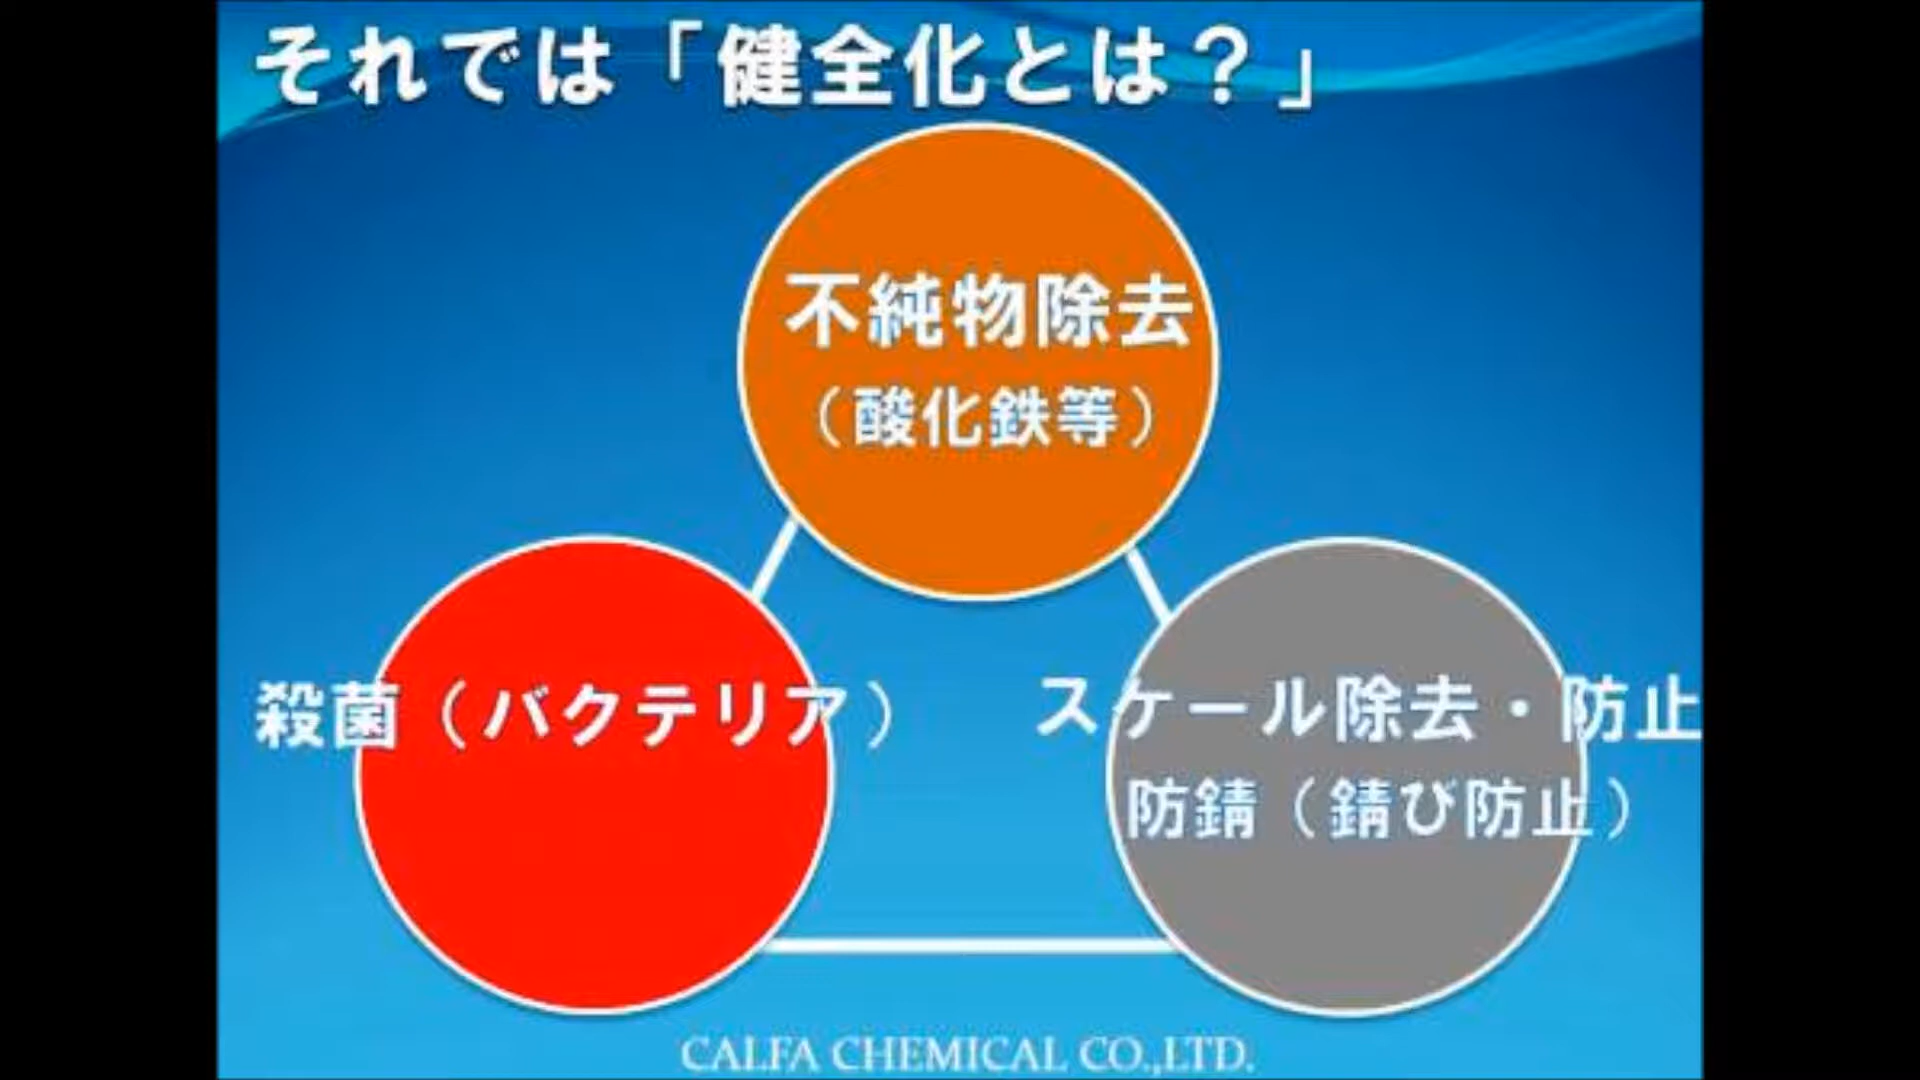 それでは「健全化とは?」
不純物除去
(酸化鉄等)
殺菌(バクテリア)
スケール除去・防止
防錆(錆び防止)
CALFA CHEMICAL CO.,LTD.